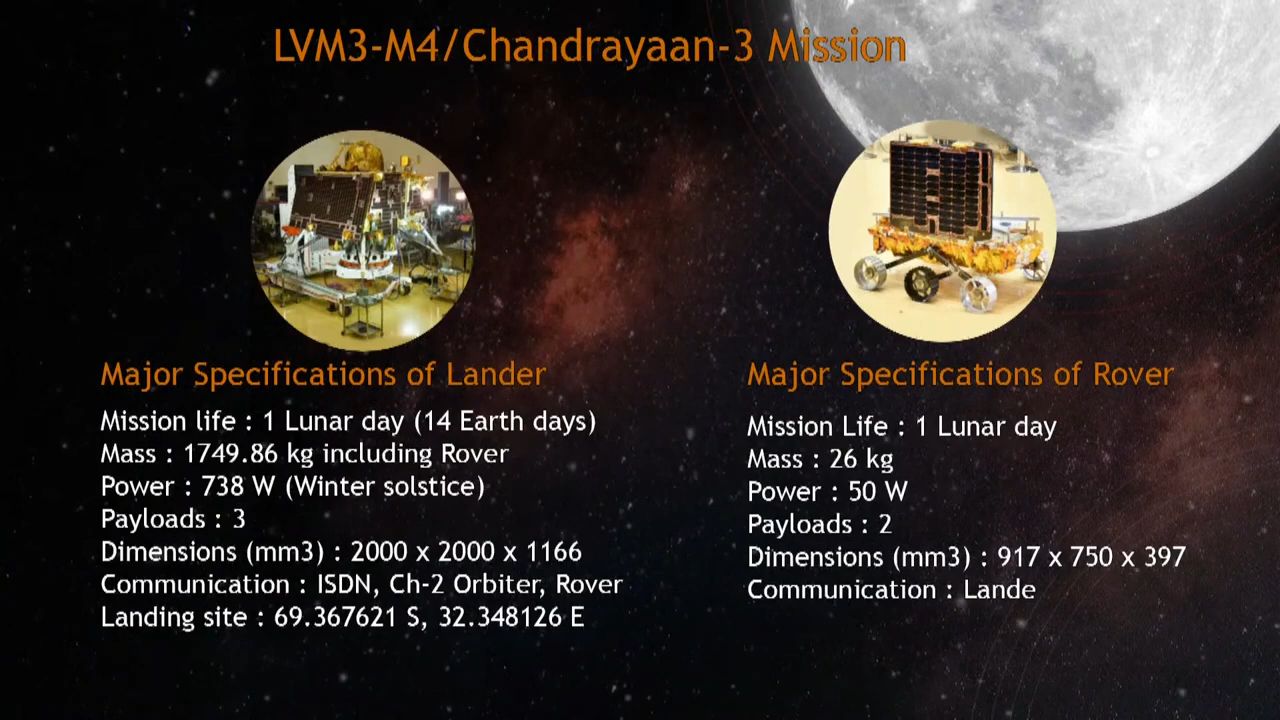 LVM3-M4/Chandrayaan-3 Mission
Major Specifications of Lander
Mission life : 1 Lunar day (14 Earth days)
Mass : 1749.86 kg including Rover
Power : 738 W (Winter solstice)
Payloads : 3
Dimensions (mm3) : 2000 x 2000 x 1166
Communication : ISDN, Ch-2 Orbiter, Rover
Landing site : 69.367621 S, 32.348126 E
Major Specifications of Rover
Mission Life : 1 Lunar day
Mass : 26 kg
Power : 50 W
Payloads : 2
Dimensions (mm3) : 917 x 750 x 397
Communication : Lande